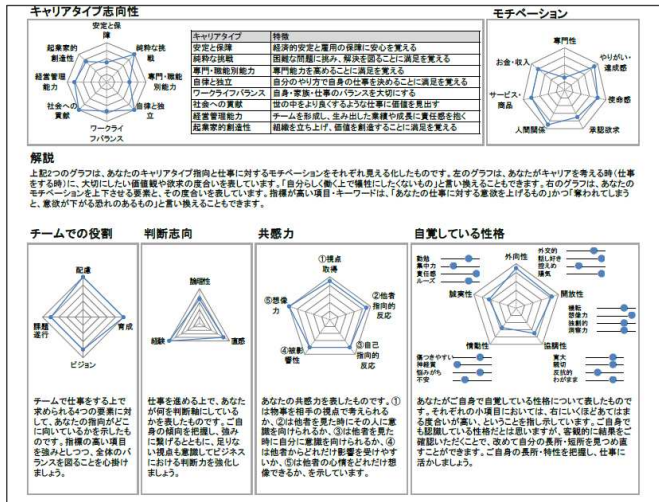 キャリアタイプ志向性
安定と保
障
純粋な挑
戦
専門・職能
別能力
自律と独
立
ワークライ
フバランス
社会への
貢献
経営管理
能力
起業家的
創造性
キャリアタイプ 特徴
安定と保障 経済的安定と雇用の保障に安心を覚える
純粋な挑戦 困難な問題に挑み、解決を図ることに満足を覚える
専門・職能別能力 専門能力を高めることに満足を覚える
自律と独立 自分のやり方で自身の仕事を決めることに満足を覚える
ワークライフバランス 自身・家族・仕事のバランスを大切にする
社会への貢献 世の中をより良くするような仕事に価値を見出す
経営管理能力 チームを形成し、生み出した業績や成長に責任感を抱く
起業家的創造性 組織を立ち上げ、価値を創造することに満足を覚える
モチベーション
専門性
やりがい・
達成感
使命感
承認欲求
人間関係
サービス・
商品
お金・収入
解説
上記2つのグラフは、あなたのキャリアタイプ指向と仕事に対するモチベーションをそれぞれ見える化したものです。左のグラフは、あなたがキャリアを考える時(仕事
をする時)に、大切にしたい価値観や欲求の度合いを表しています。「自分らしく働く上で犠牲にしたくないもの」と言い換えることもできます。右のグラフは、あなたの
モチベーションを上下させる要素と、その度合いを表しています。指標が高い項目・キーワードは、「あなたの仕事に対する意欲を上げるもの」かつ「奪われてしまう
と、意欲が下がる恐れのあるもの」と言い換えることもできます。
チームでの役割
配慮
育成
ビジョン
課題
遂行
チームで仕事をする上で
求められる4つの要素に対
して、あなたの指向がどこ
に向いているかを示したも
のです。指標の高い項目
を強みとしつつ、全体のバ
ランスを図ることを心掛け
ましょう。
判断志向
論理性
直感
経験
仕事を進める上で、あなた
が何を判断軸にしているか
を表したものです。ご自
身の傾向を把握し、強み
に繋げるとともに、足りな
い視点も意識してビジネス
における判断力を強化し
ましょう。
共感力
①視点
取得
②他者
指向的
反応
③自己
指向的
反応
④被影
響性
⑤想像
力
あなたの共感力を表したものです。①
は物事を相手の視点で考えられる
か、②は他者を見た時にその人に意
識を向けられるか、③は他者を見た
時に自分に意識を向けられるか、④
は他者からどれだけ影響を受けやす
いか、⑤は他者の心情をどれだけ想
像できるか、を示しています。
自覚している性格
外向性
開放性
協調性
情動性
誠実性
勤勉
集中力
責任感
ルーズ
外交的
話し好き
控えめ
陽気
機転
想像力
独創的
洞察力
傷つきやすい
神経質
悩みがち
不安
寛大
親切
反抗的
わがまま
あなたがご自身で自覚している性格について表したもので
す。それぞれの小項目においては、右にいくほどあてはま
る度合いが高い、ということを指し示しています。ご自身で
も認識している性格だとは思いますが、客観的に結果をご
確認いただくことで、改めて自分の長所・短所を見つめ直
すことができます。ご自身の長所・特性を把握し、仕事に
活かしましょう。